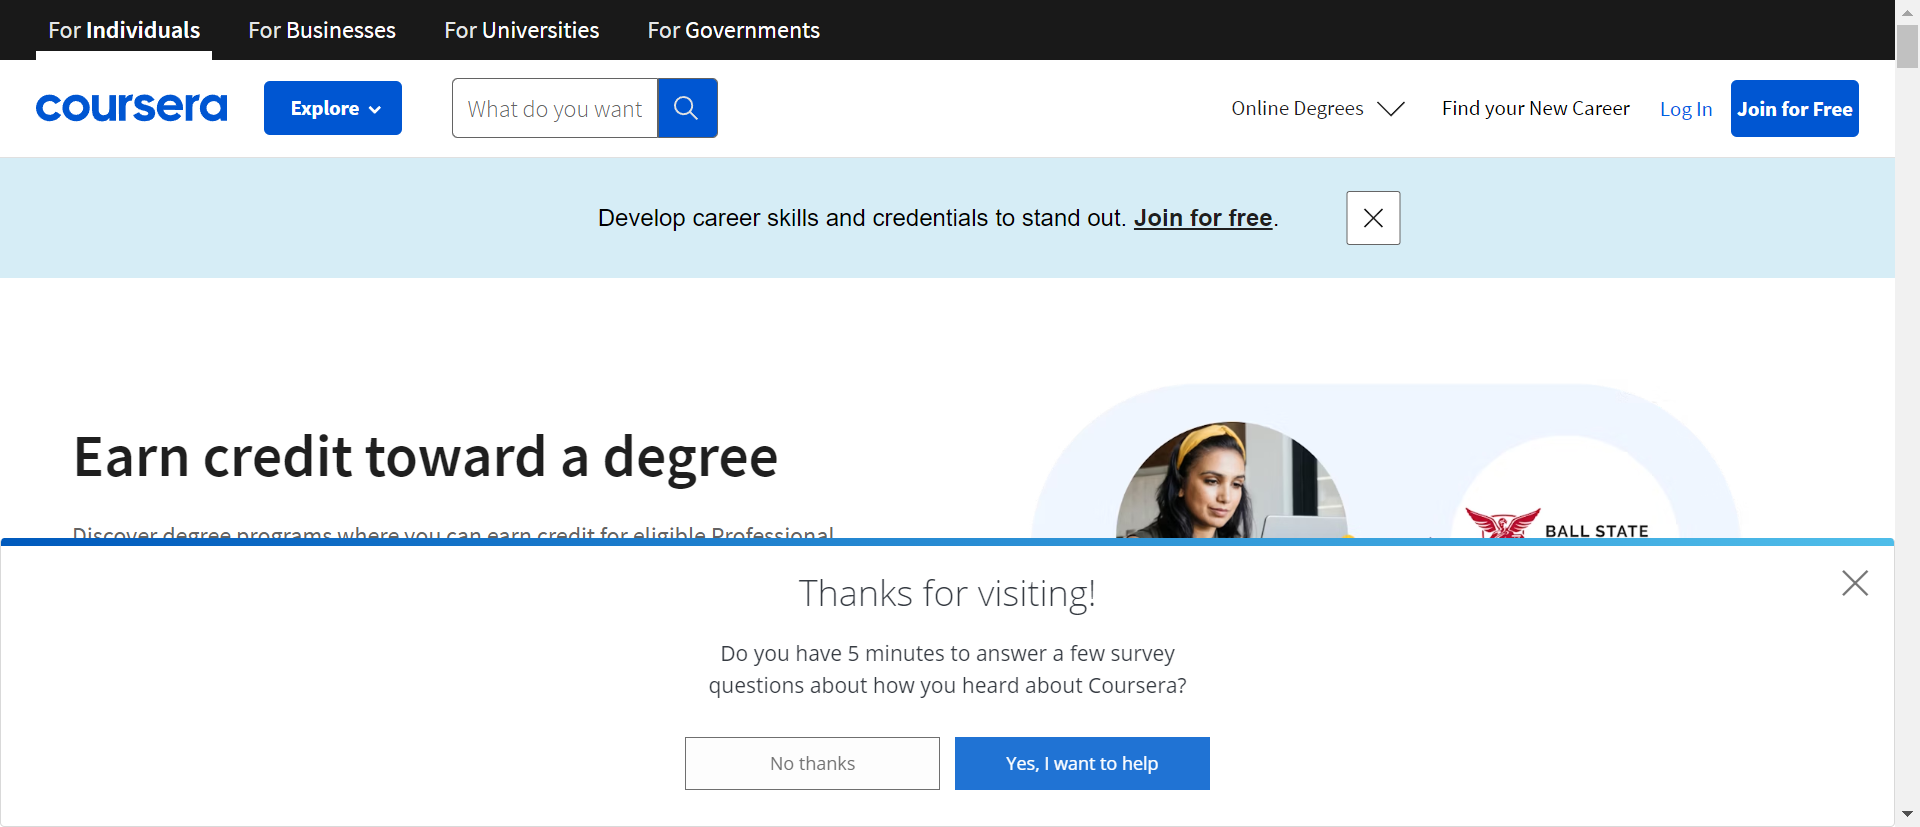 For Individuals
For Businesses
For Universities
For Governments
coursera
Explore
What do you want
Online Degrees
Find your New Career
Log In
Join for Free
Develop career skills and credentials to stand out. Join for free.
Earn credit toward a degree
Discover degree programs where you can earn credit for eligible Professional
BALL STATE
Thanks for visiting!
Do you have 5 minutes to answer a few survey
questions about how you heard about Coursera?
No thanks
Yes, I want to help